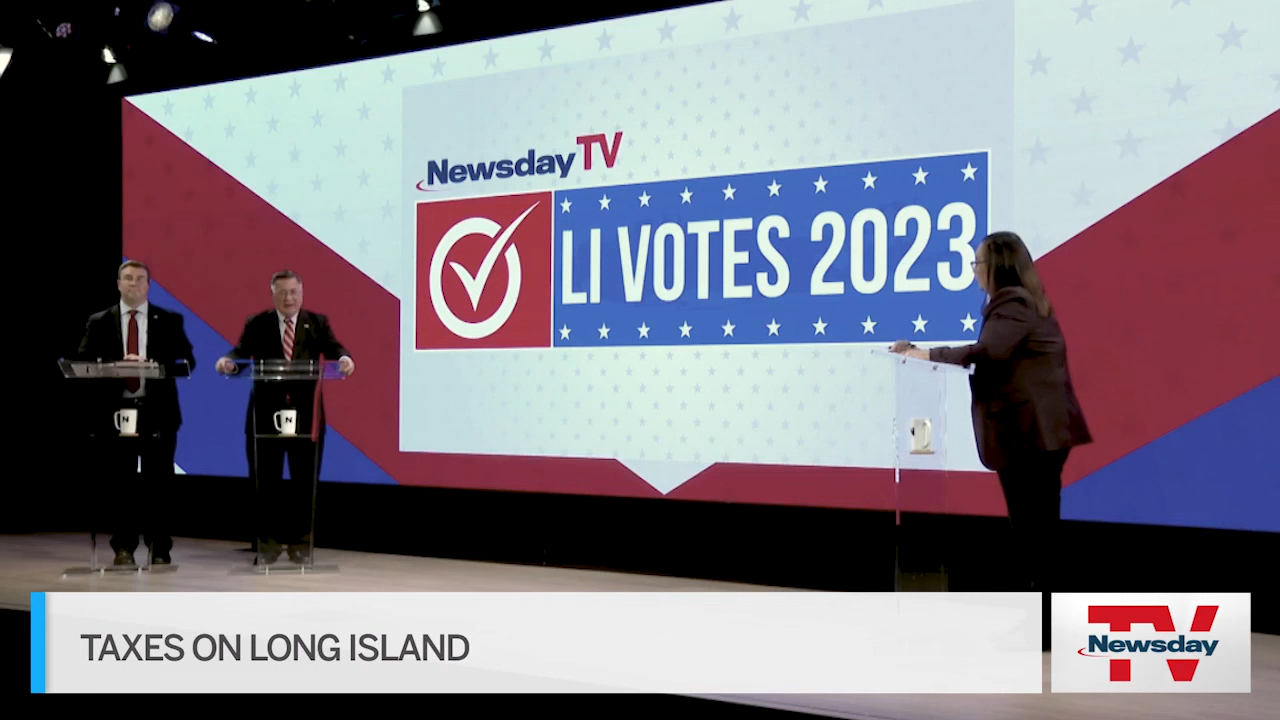 NewsdayTV
LI VOTES 2023
N
N
TAXES ON LONG ISLAND
TV
Newsday